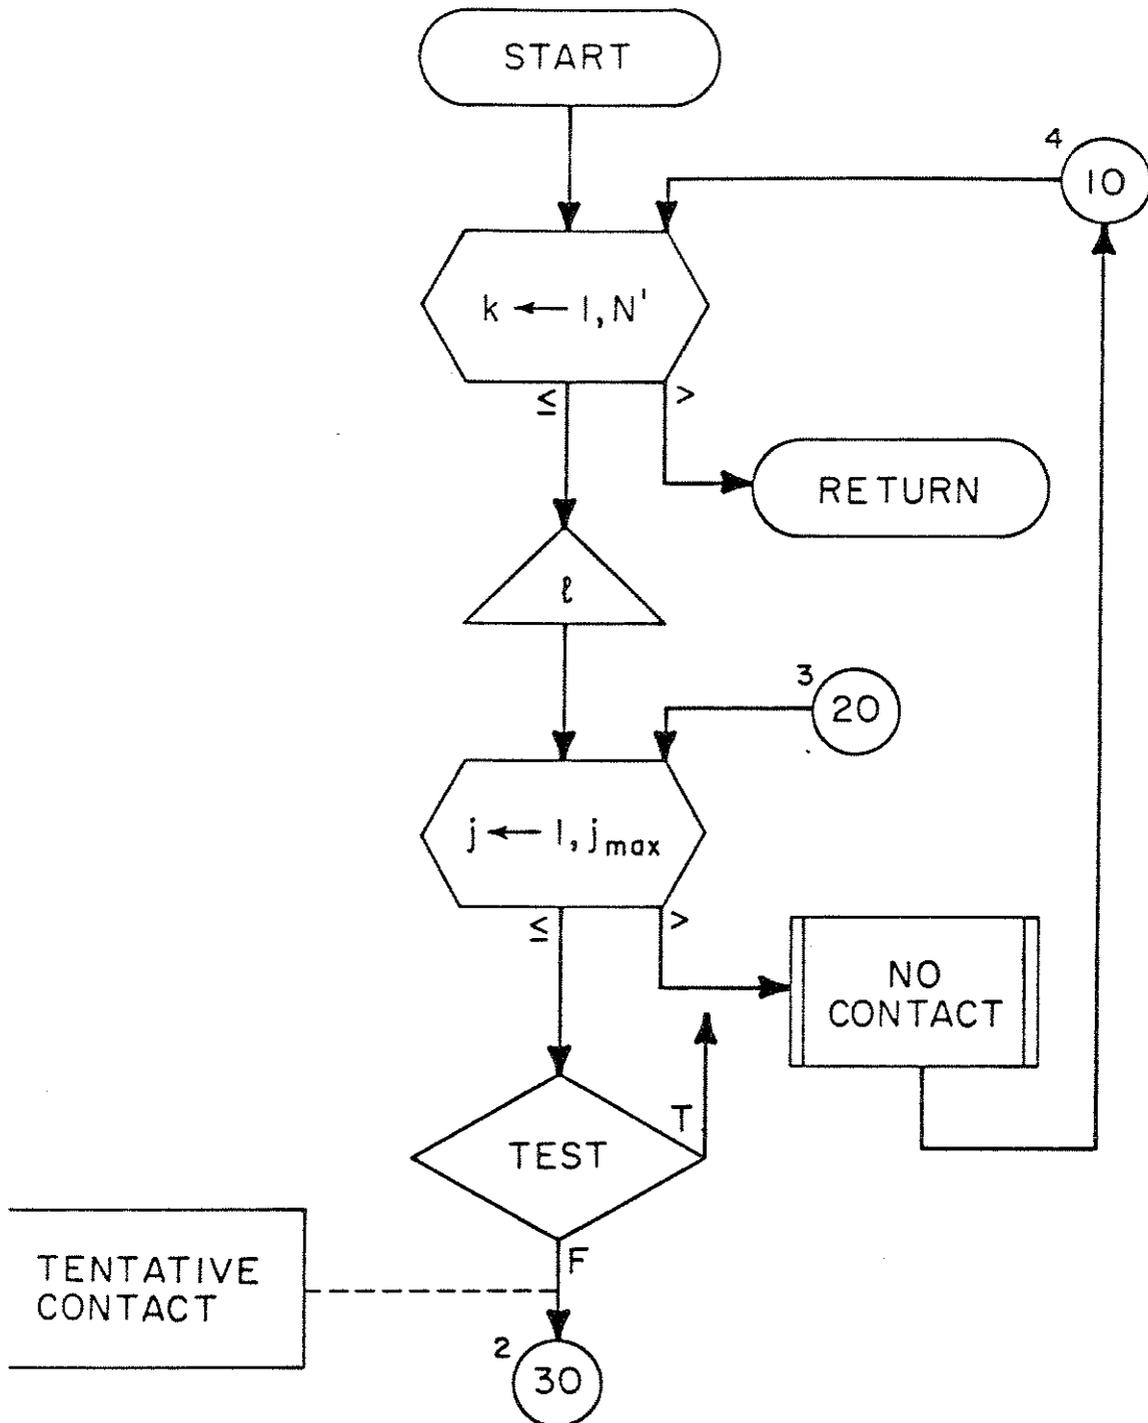 START
4
10
k ← 1, N'
≤
>
RETURN
ℓ
3
20
j ← 1, jmax
≤
>
NO
CONTACT
T
TEST
F
TENTATIVE
CONTACT
2
30